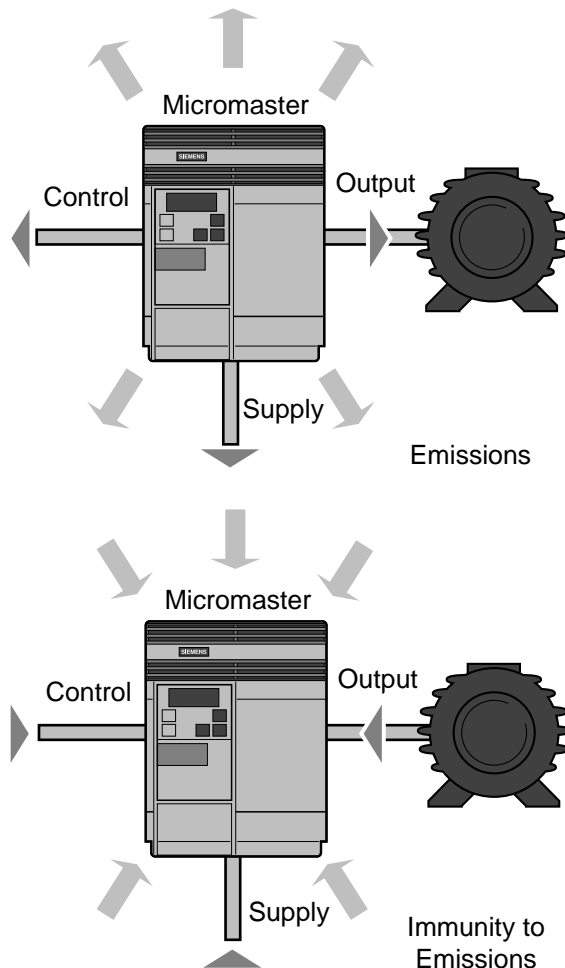 Micromaster
SIEMENS
Control
Output
Supply
Emissions
Micromaster
SIEMENS
Control
Output
Supply
Immunity to
Emissions